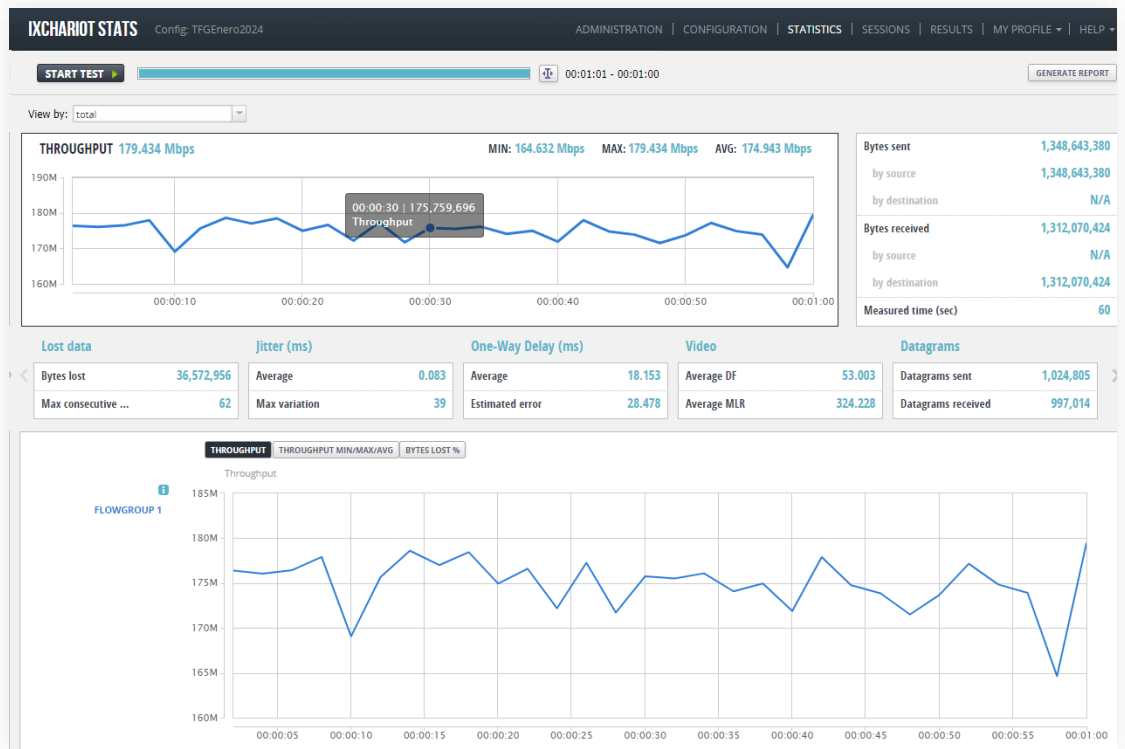 IXCHARIOT STATS Config: TFGEnero2024 ADMINISTRATION | CONFIGURATION | STATISTICS | SESSIONS | RESULTS | MY PROFILE | HELP
START TEST 00:01:01 - 00:01:00 GENERATE REPORT
View by: total
THROUGHPUT 179.434 Mbps MIN: 164.632 Mbps MAX: 179.434 Mbps AVG: 174.943 Mbps
190M
180M
170M
160M
00:00:30 | 175,759,696
Throughput
00:00:10 00:00:20 00:00:30 00:00:40 00:00:50 00:01:00
Bytes sent 1,348,643,380
by source 1,348,643,380
by destination N/A
Bytes received 1,312,070,424
by source N/A
by destination 1,312,070,424
Measured time (sec) 60
Lost data
Bytes lost 36,572,956
Max consecutive ... 62
Jitter (ms)
Average 0.083
Max variation 39
One-Way Delay (ms)
Average 18.153
Estimated error 28.478
Video
Average DF 53.003
Average MLR 324.228
Datagrams
Datagrams sent 1,024,805
Datagrams received 997,014
THROUGHPUT THROUGHPUT MIN/MAX/AVG BYTES LOST %
Throughput
i
FLOWGROUP 1
185M
180M
175M
170M
165M
160M
00:00:05 00:00:10 00:00:15 00:00:20 00:00:25 00:00:30 00:00:35 00:00:40 00:00:45 00:00:50 00:00:55 00:01:00